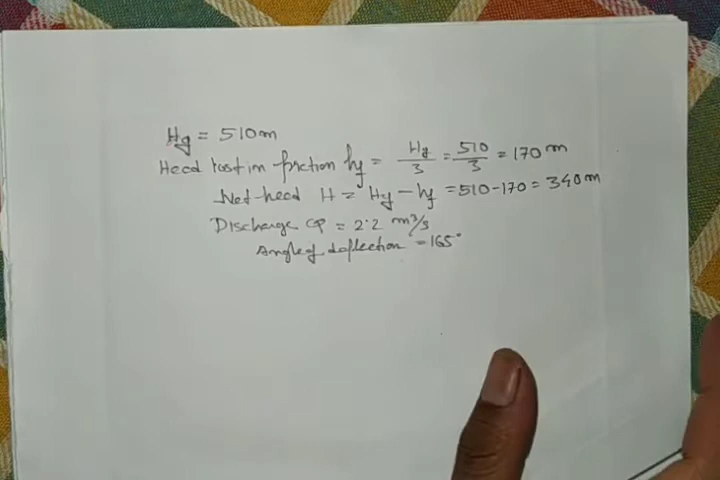 Hg = 510m
Head lost in friction hf = Hg/3 = 510/3 = 170 m
Net head H = Hg - hf = 510-170 = 340 m
Discharge Q = 2.2 m³/s
Angle of deflection = 165°